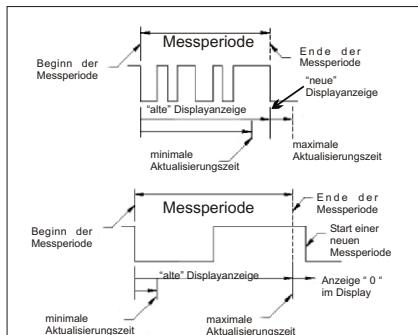 Messperiode
Beginn der
Messperiode
Ende der
Messperiode
“neue”
Displayanzeige
“alte” Displayanzeige
minimale
Aktualisierungszeit
maximale
Aktualisierungszeit
Messperiode
Beginn der
Messperiode
Ende der
Messperiode
Start einer
neuen
Messperiode
“alte” Displayanzeige
Anzeige “ 0 “
im Display
minimale
Aktualisierungszeit
maximale
Aktualisierungszeit